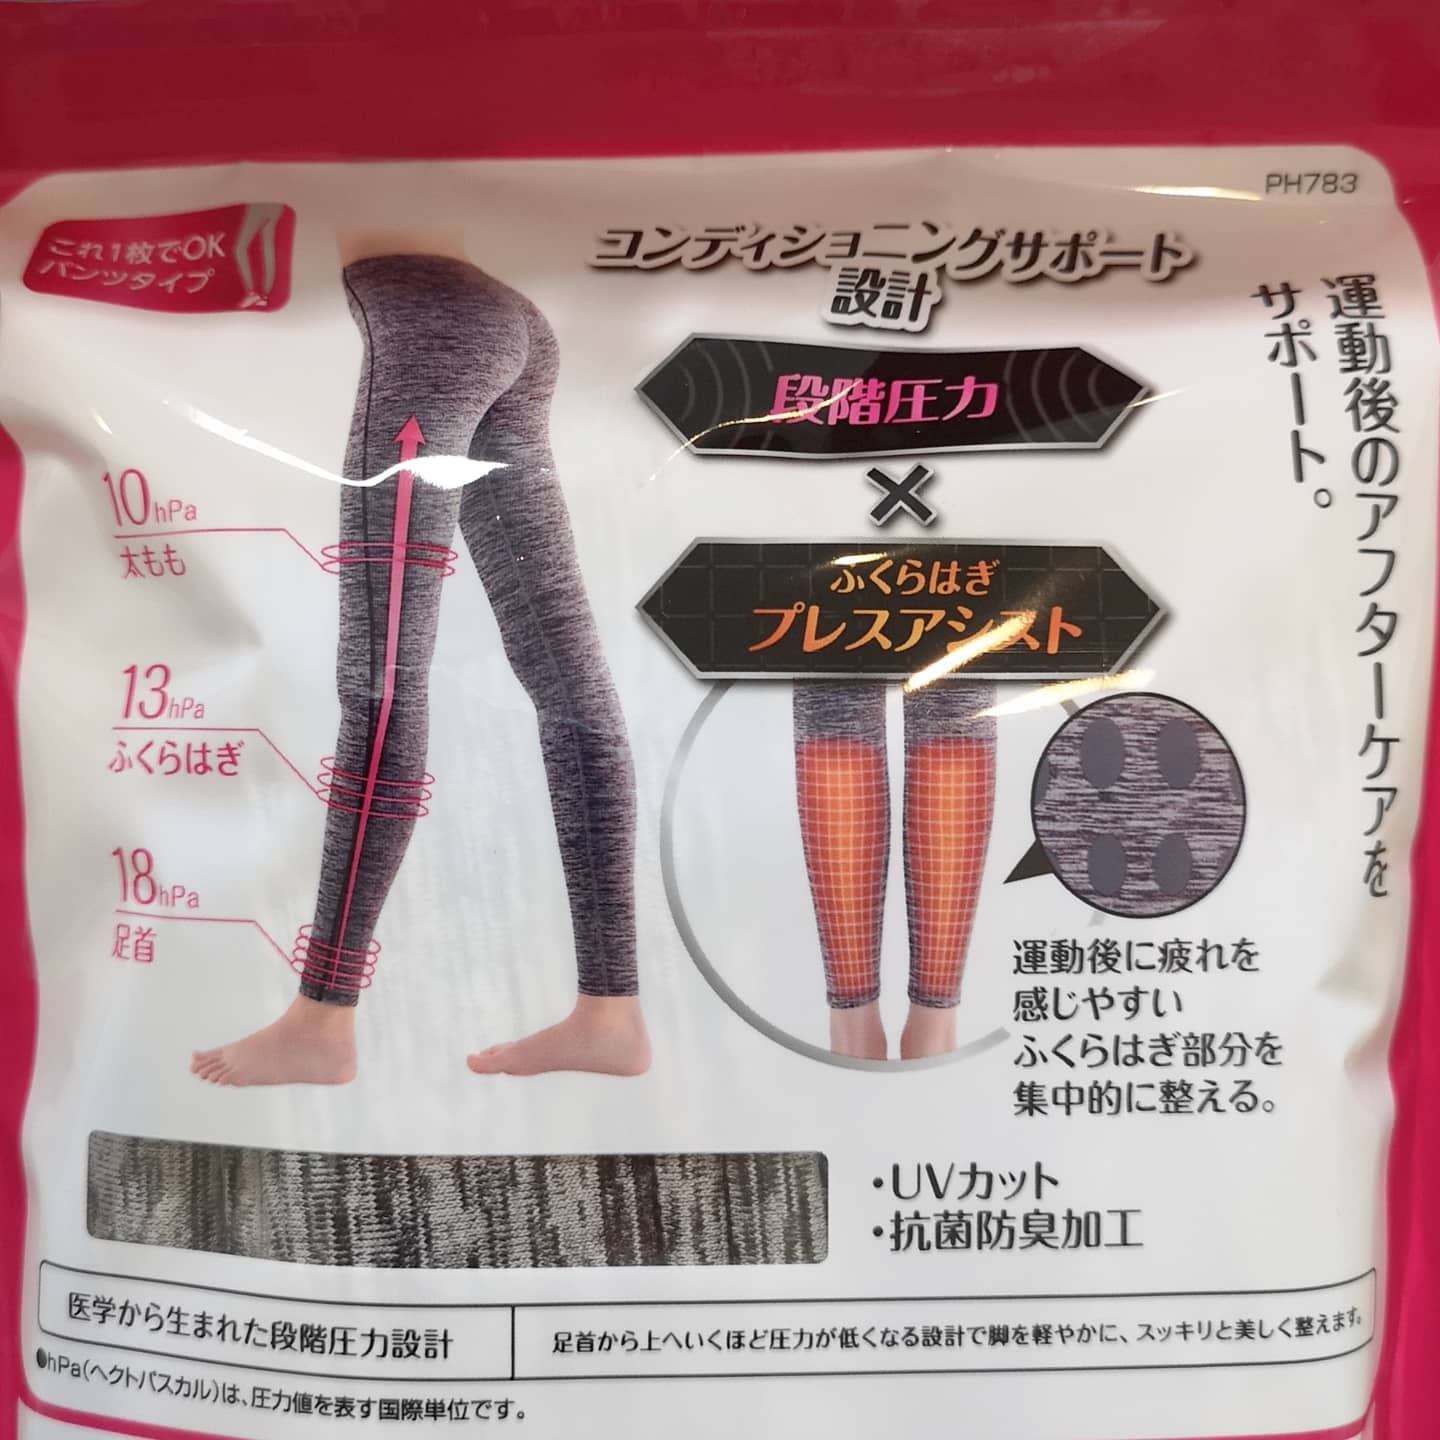 PH783
これ1枚でOK
パンツタイプ
コンディショニングサポート
設計
運動後のアフターケアを
サポート。
段階圧力
×
ふくらはぎ
プレスアシスト
10hPa
太もも
13hPa
ふくらはぎ
18hPa
足首
運動後に疲れを
感じやすい
ふくらはぎ部分を
集中的に整える。
・UVカット
・抗菌防臭加工
医学から生まれた段階圧力設計
足首から上へいくほど圧力が低くなる設計で脚を軽やかに、スッキリと美しく整えます。
●hPa(ヘクトパスカル)は、圧力値を表す国際単位です。